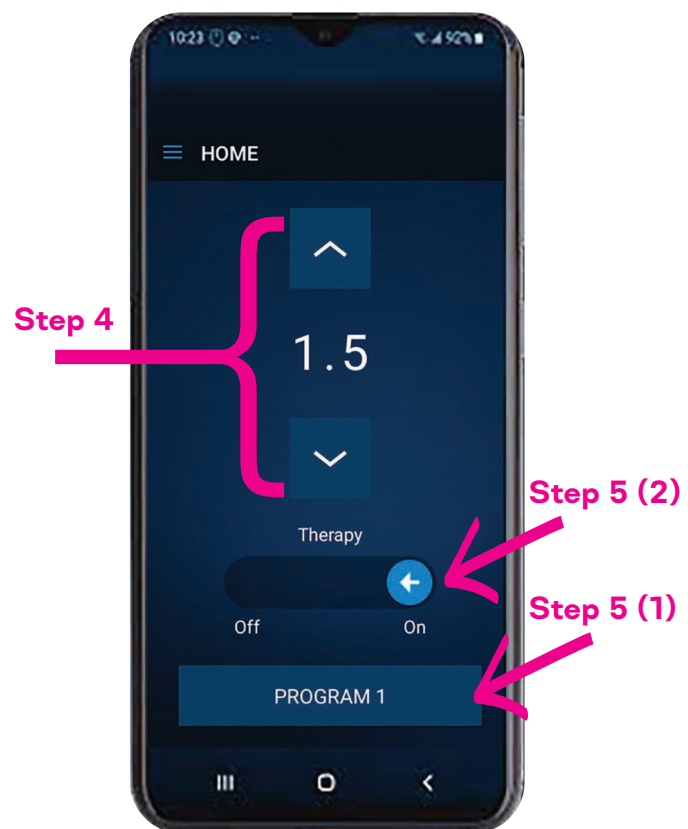 10:23
92%
HOME
Step 4
1.5
Step 5 (2)
Therapy
Step 5 (1)
Off On
PROGRAM 1